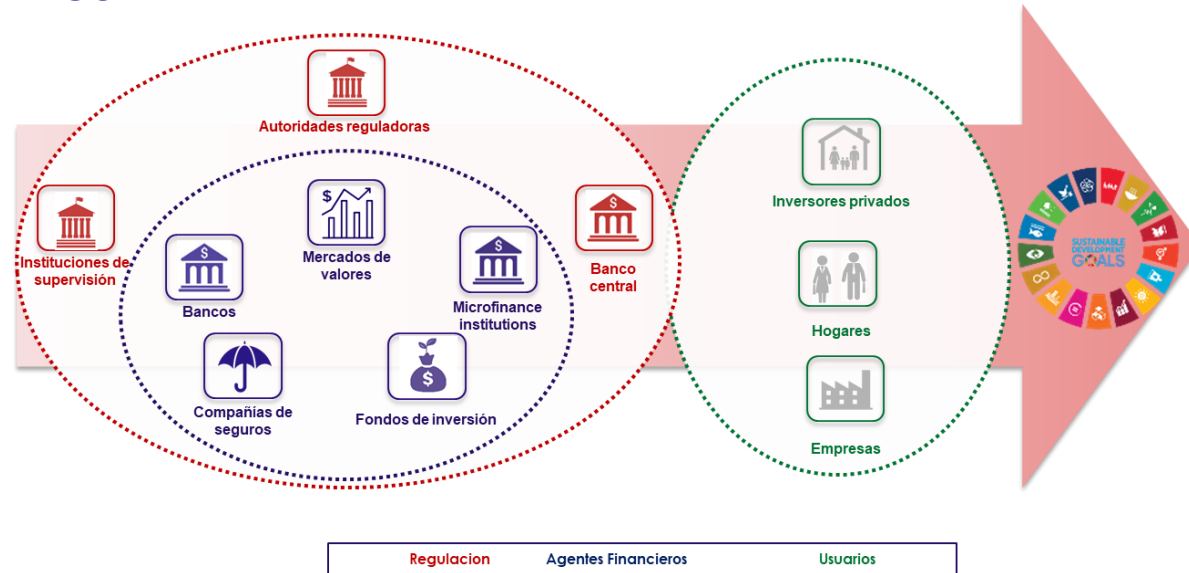 Autoridades reguladoras
Instituciones de
supervisión
Bancos
Mercados de
valores
Microfinance
institutions
Banco
central
Compañías de
seguros
Fondos de inversión
Inversores privados
Hogares
Empresas
SUSTAINABLE
DEVELOPMENT
GOALS
Regulacion Agentes Financieros Usuarios